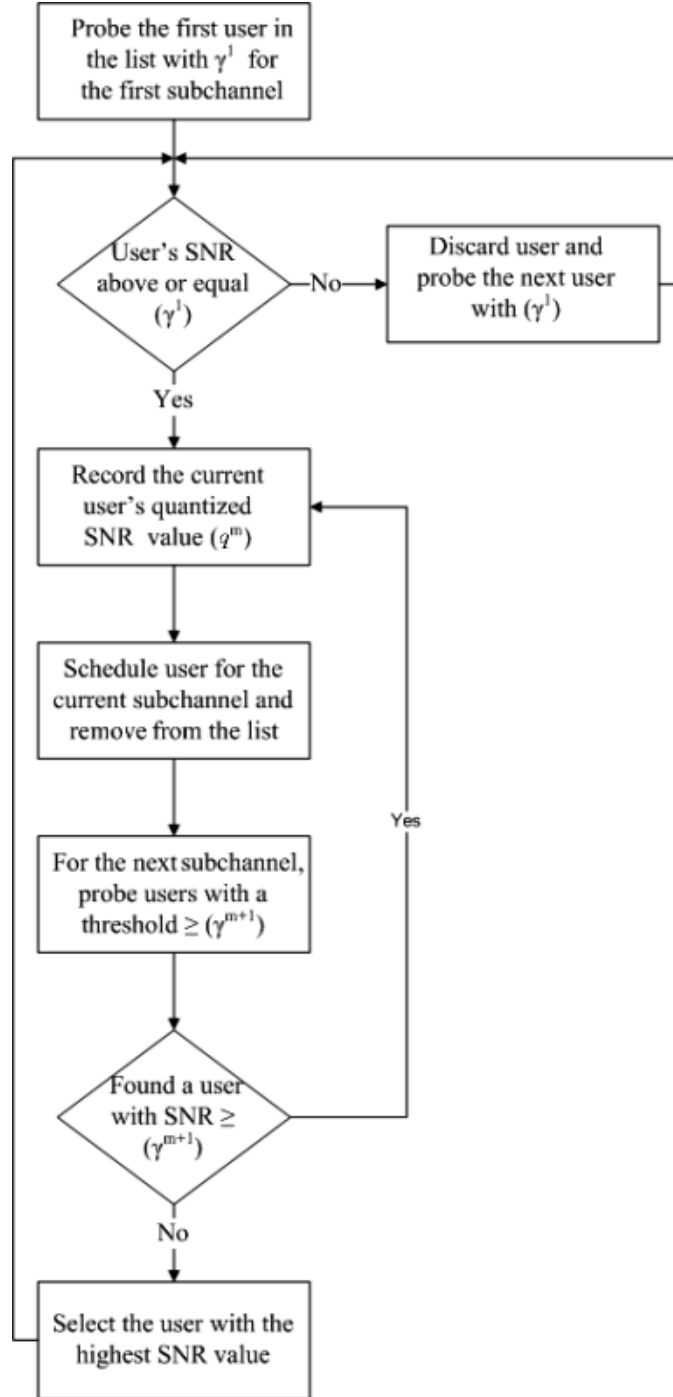 Probe the first user in
the list with γ¹ for
the first subchannel
User's SNR
above or equal
(γ¹)
No
Discard user and
probe the next user
with (γ¹)
Yes
Record the current
user's quantized
SNR value (qᵐ)
Schedule user for the
current subchannel and
remove from the list
For the next subchannel,
probe users with a
threshold ≥ (γᵐ⁺¹)
Yes
Found a user
with SNR ≥
(γᵐ⁺¹)
No
Select the user with the
highest SNR value